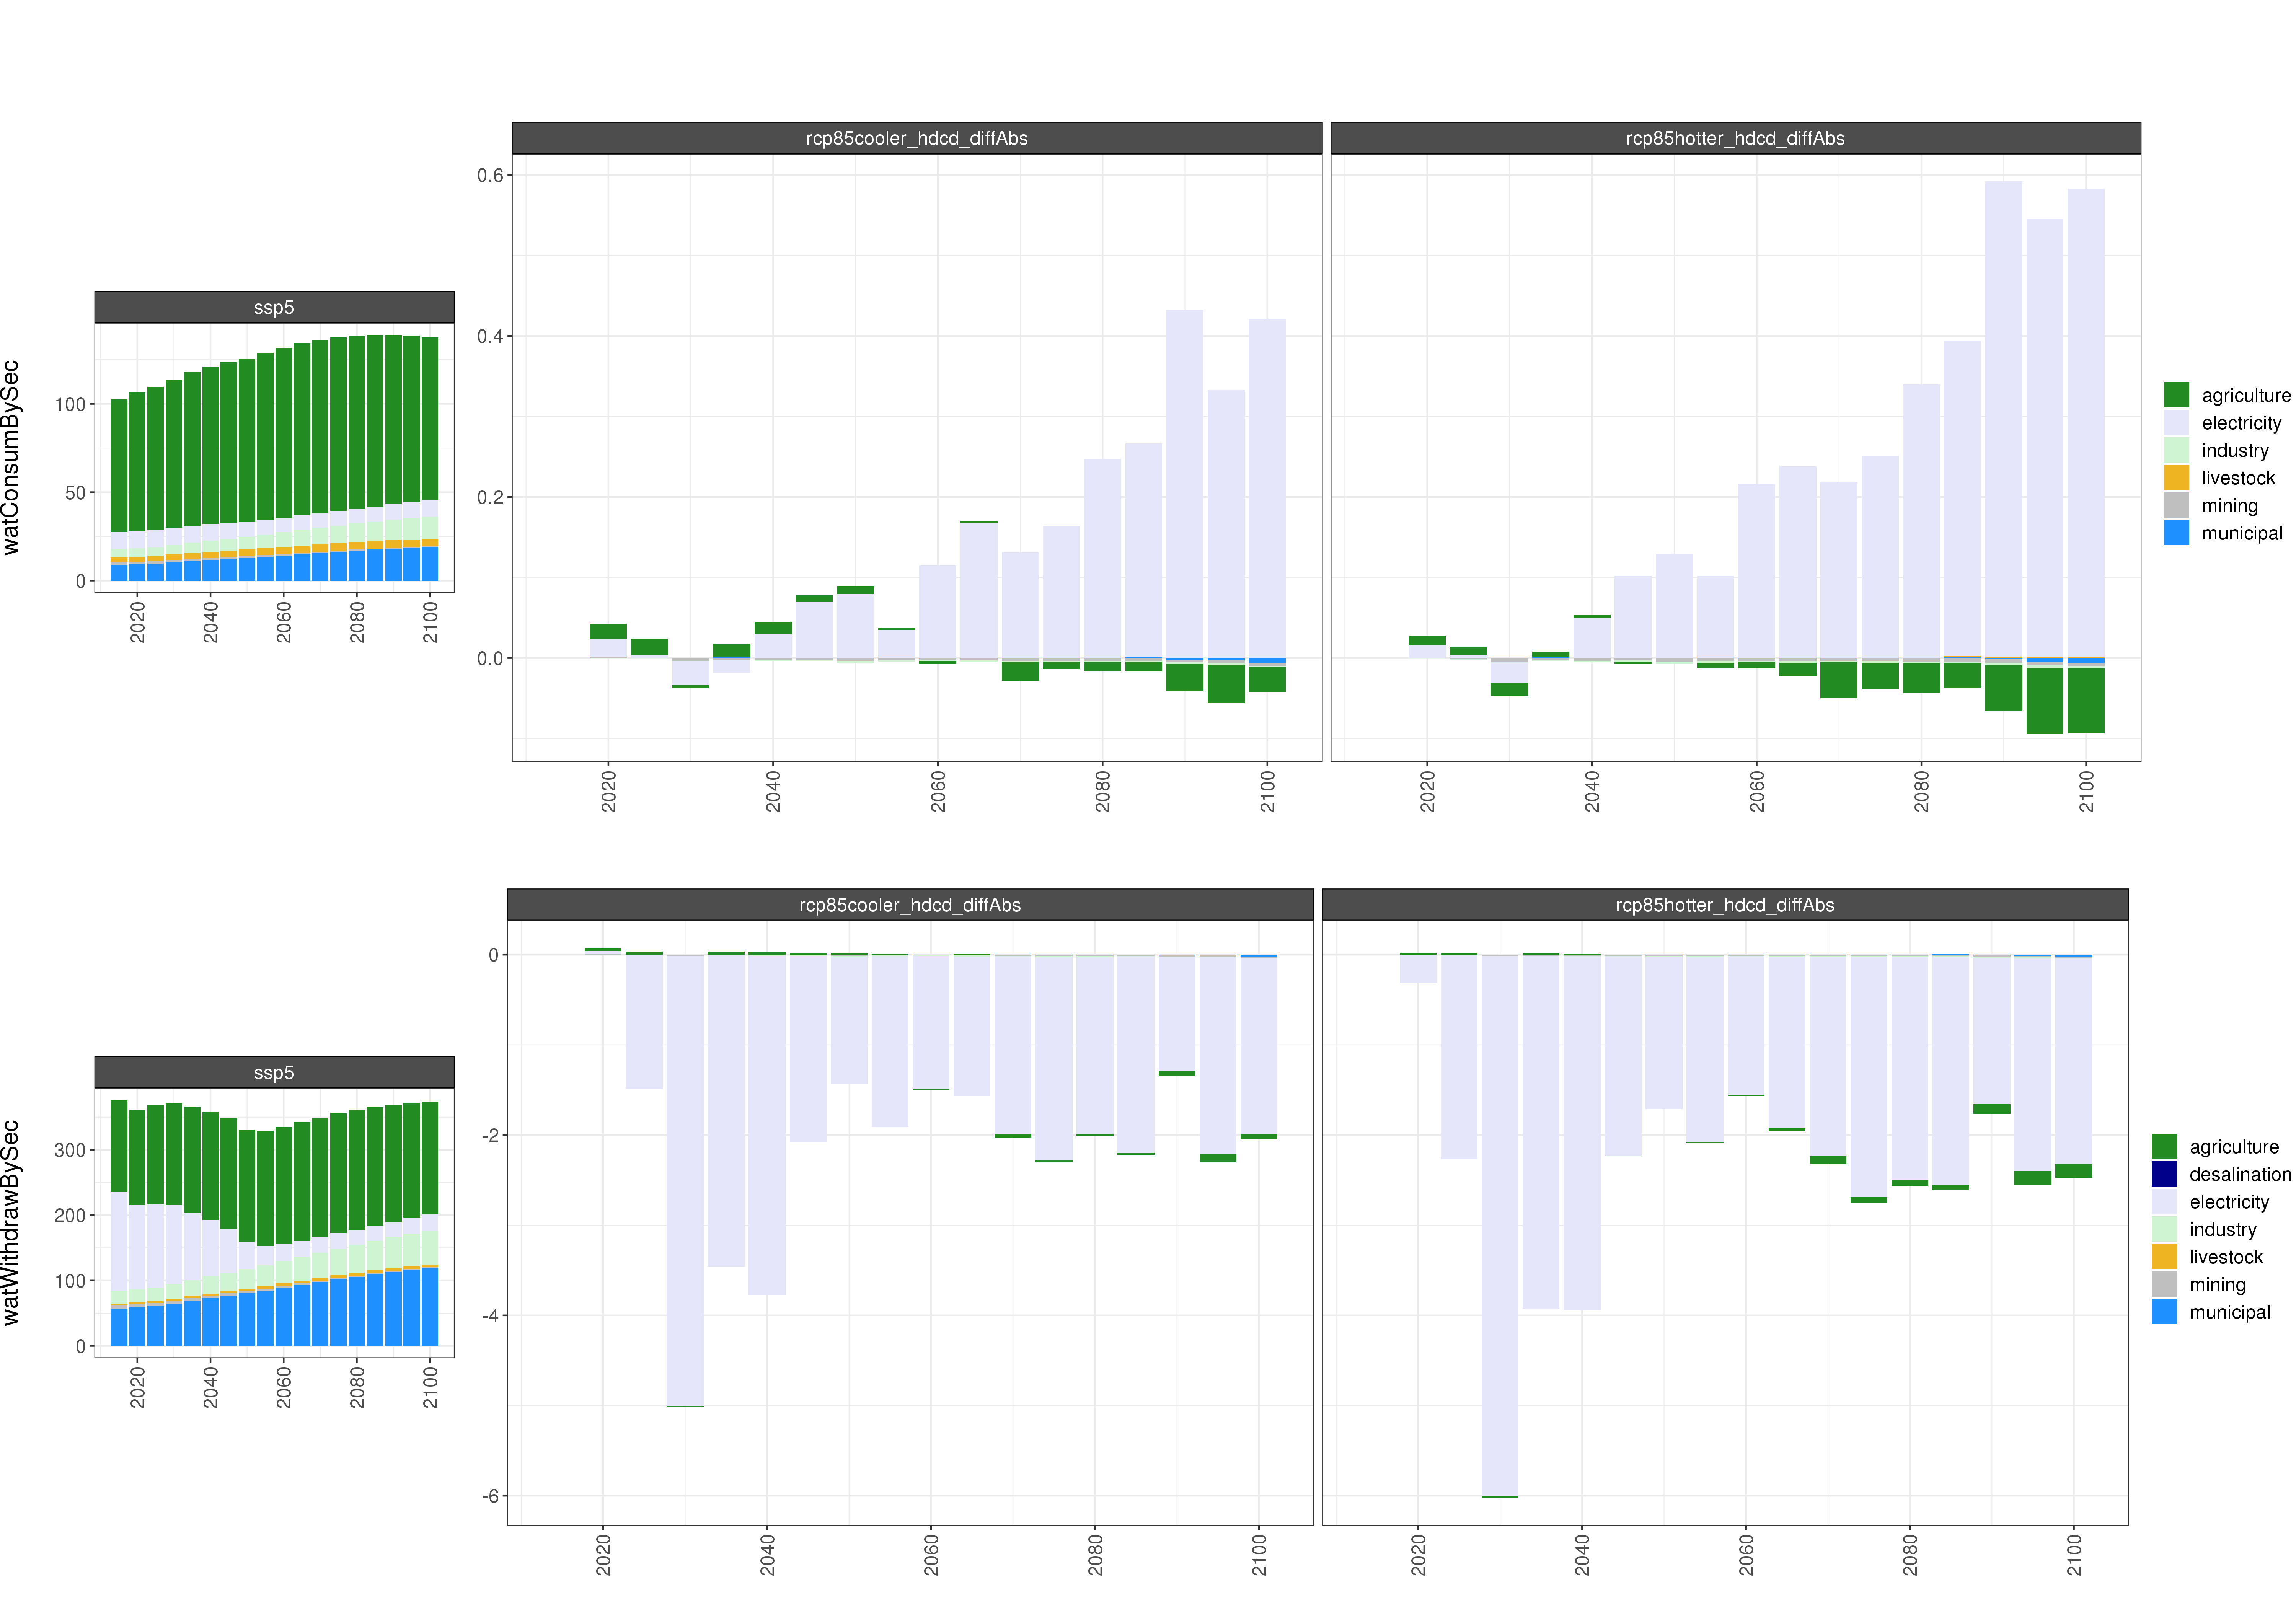 rcp85cooler_hdcd_diffAbs
rcp85hotter_hdcd_diffAbs
ssp5
watConsumBySec
100
50
0
2020
2040
2060
2080
2100
0.6
0.4
0.2
0.0
2020
2040
2060
2080
2100
2020
2040
2060
2080
2100
agriculture
electricity
industry
livestock
mining
municipal
rcp85cooler_hdcd_diffAbs
rcp85hotter_hdcd_diffAbs
ssp5
watWithdrawBySec
300
200
100
0
2020
2040
2060
2080
2100
0
-2
-4
-6
2020
2040
2060
2080
2100
2020
2040
2060
2080
2100
agriculture
desalination
electricity
industry
livestock
mining
municipal